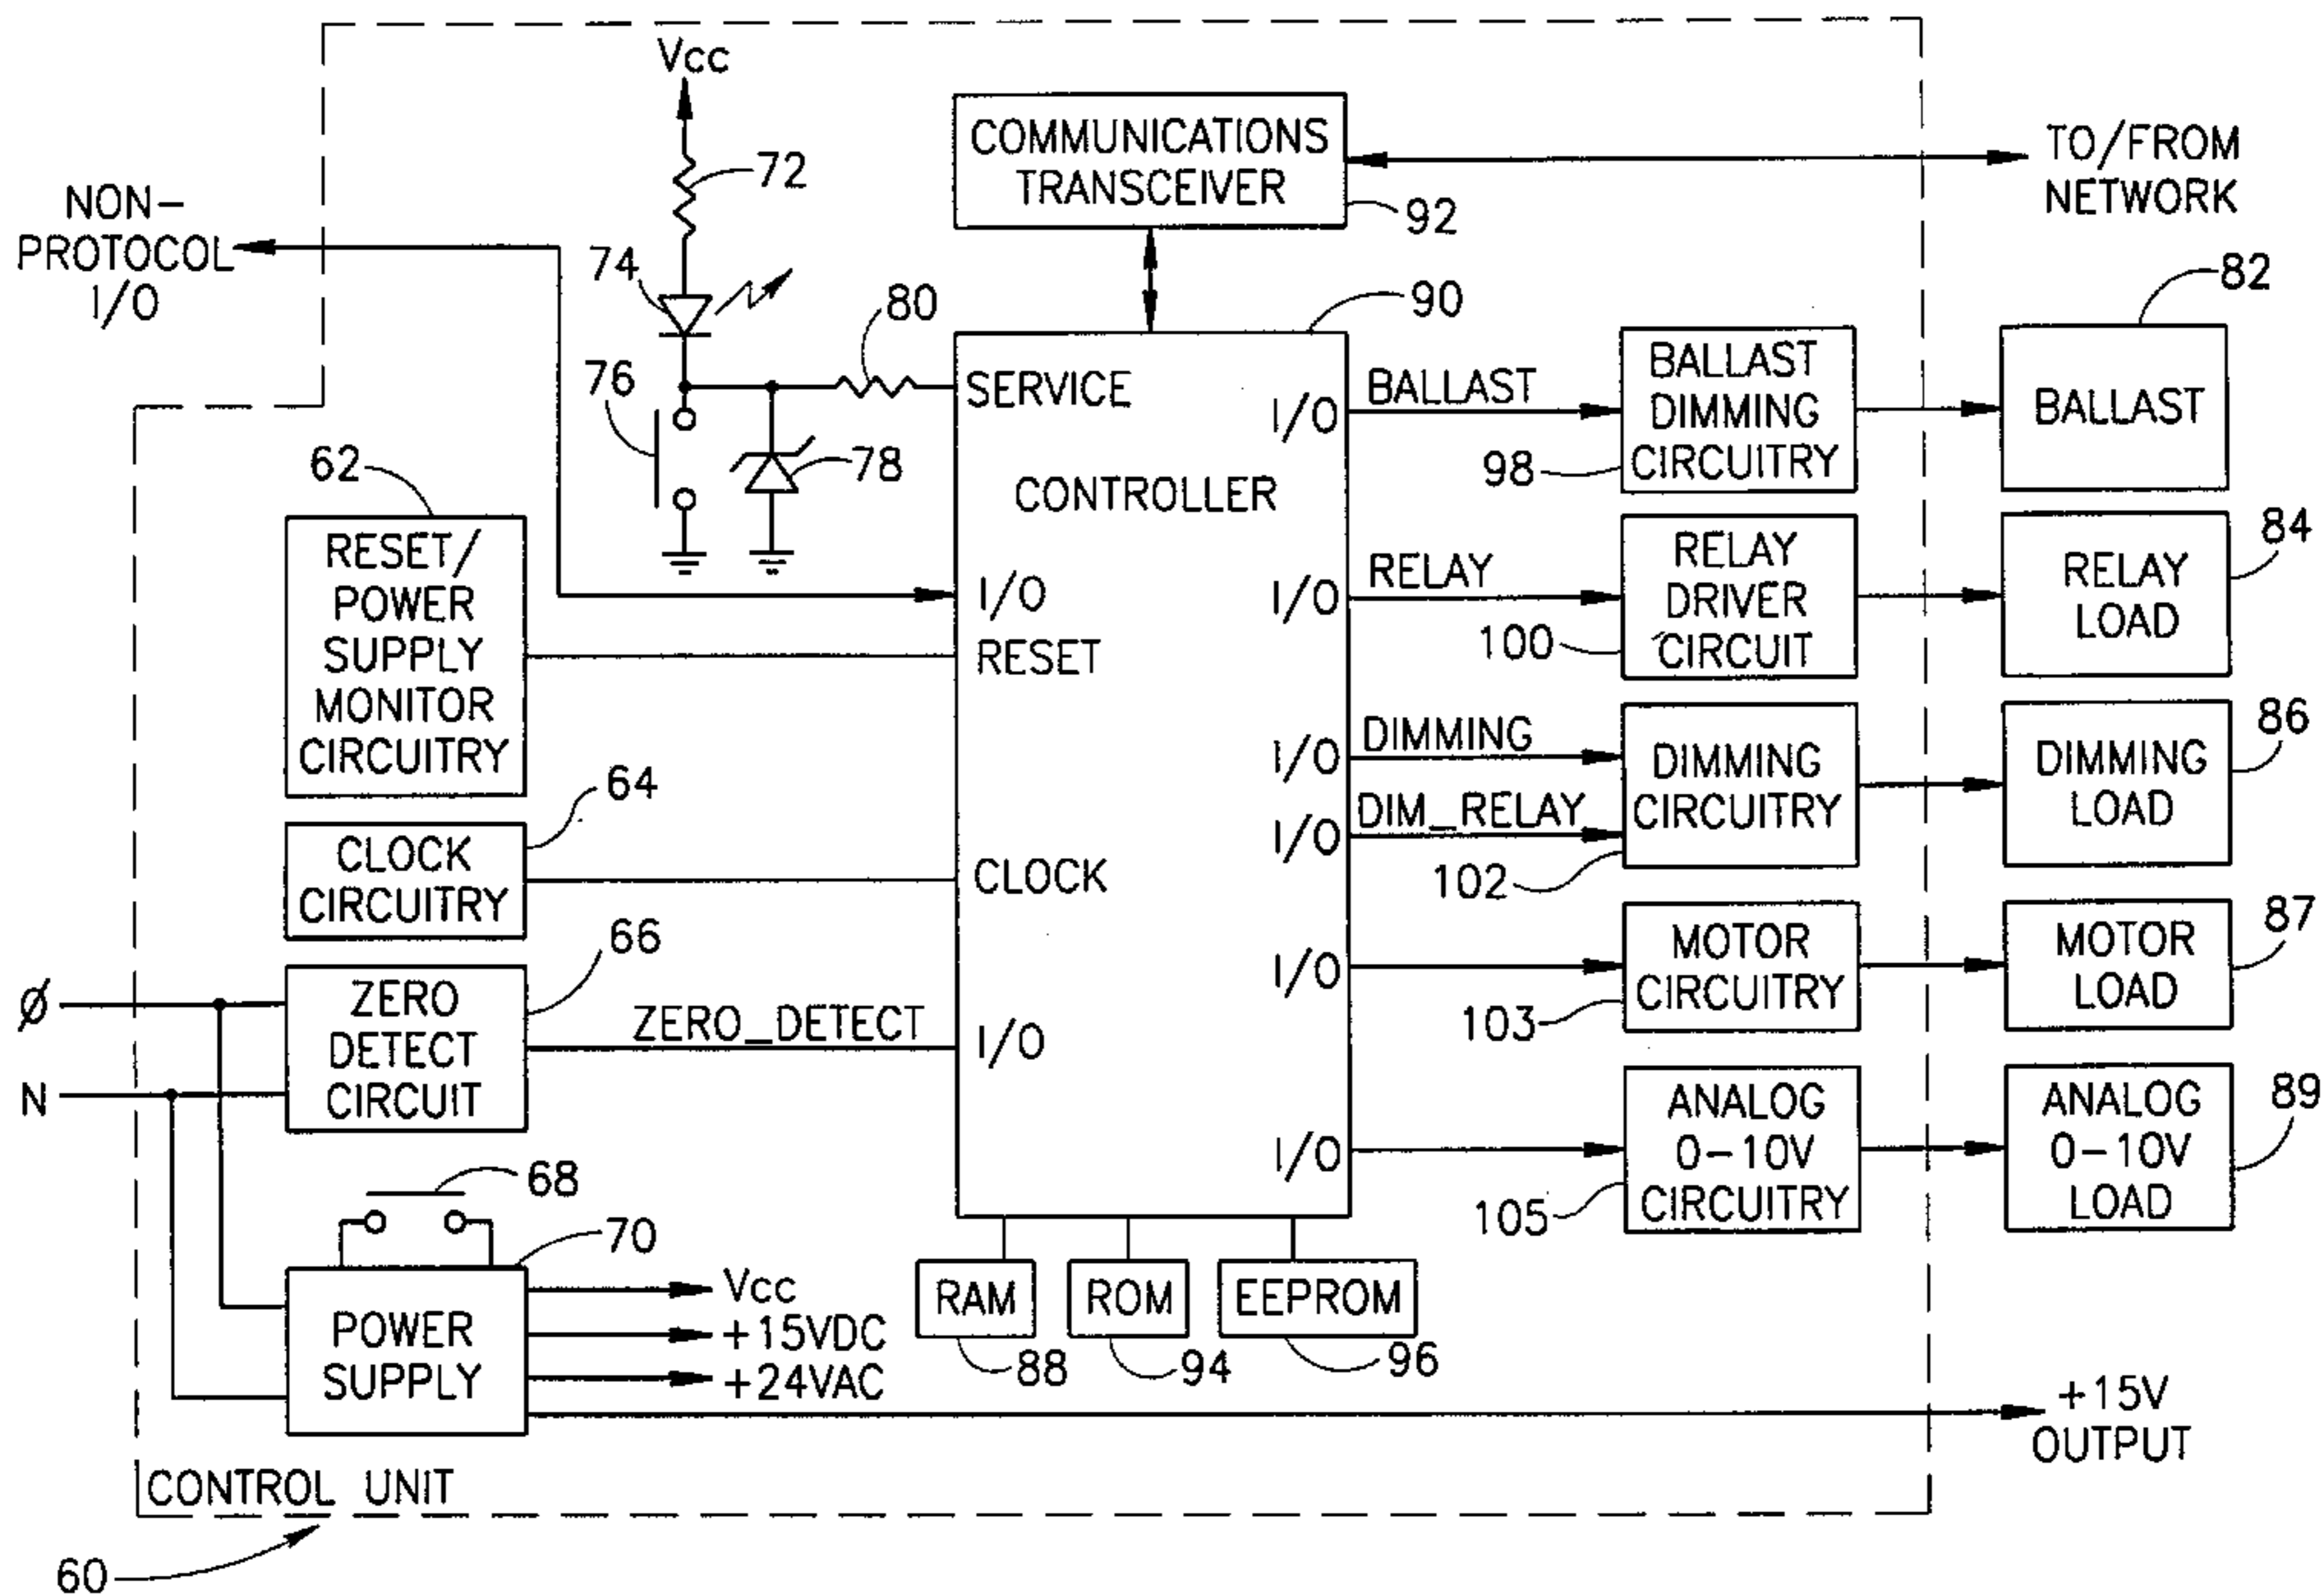 Vcc
COMMUNICATIONS
TRANSCEIVER
92
TO/FROM
NETWORK
NON-
PROTOCOL
I/O
72
74
80
76
78
90
SERVICE
CONTROLLER
I/O
RESET
CLOCK
I/O
I/O
I/O
I/O
I/O
I/O
I/O
BALLAST
RELAY
DIMMING
DIM_RELAY
BALLAST
DIMMING
CIRCUITRY
98
82
BALLAST
RELAY
DRIVER
CIRCUIT
100
84
RELAY
LOAD
DIMMING
CIRCUITRY
102
86
DIMMING
LOAD
MOTOR
CIRCUITRY
103
87
MOTOR
LOAD
ANALOG
0-10V
CIRCUITRY
105
89
ANALOG
0-10V
LOAD
62
RESET/
POWER
SUPPLY
MONITOR
CIRCUITRY
64
CLOCK
CIRCUITRY
66
Ø
N
ZERO
DETECT
CIRCUIT
ZERO_DETECT
68
70
POWER
SUPPLY
Vcc
+15VDC
+24VAC
RAM
88
ROM
94
EEPROM
96
+15V
OUTPUT
CONTROL UNIT
60